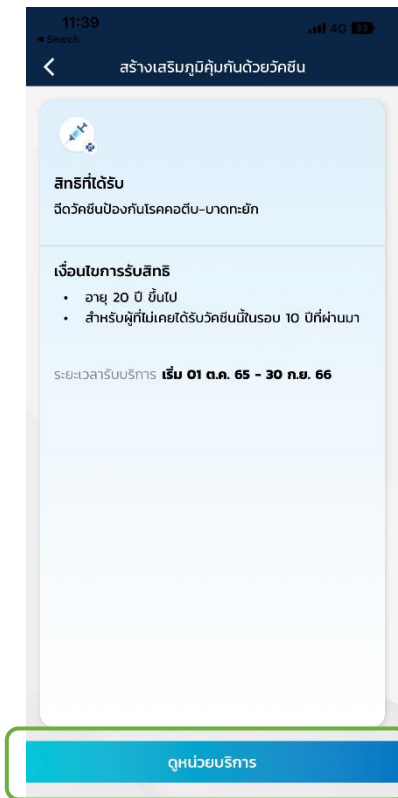 11:39
4G 33
◀ Search
สร้างเสริมภูมิคุ้มกันด้วยวัคซีน
สิทธิที่ได้รับ
ฉีดวัคซีนป้องกันโรคคอตีบ-บาดทะยัก
เงื่อนไขการรับสิทธิ
• อายุ 20 ปี ขึ้นไป
• สำหรับผู้ที่ไม่เคยได้รับวัคซีนนี้ในรอบ 10 ปีที่ผ่านมา
ระยะเวลารับบริการ เริ่ม 01 ต.ค. 65 - 30 ก.ย. 66
ดูหน่วยบริการ